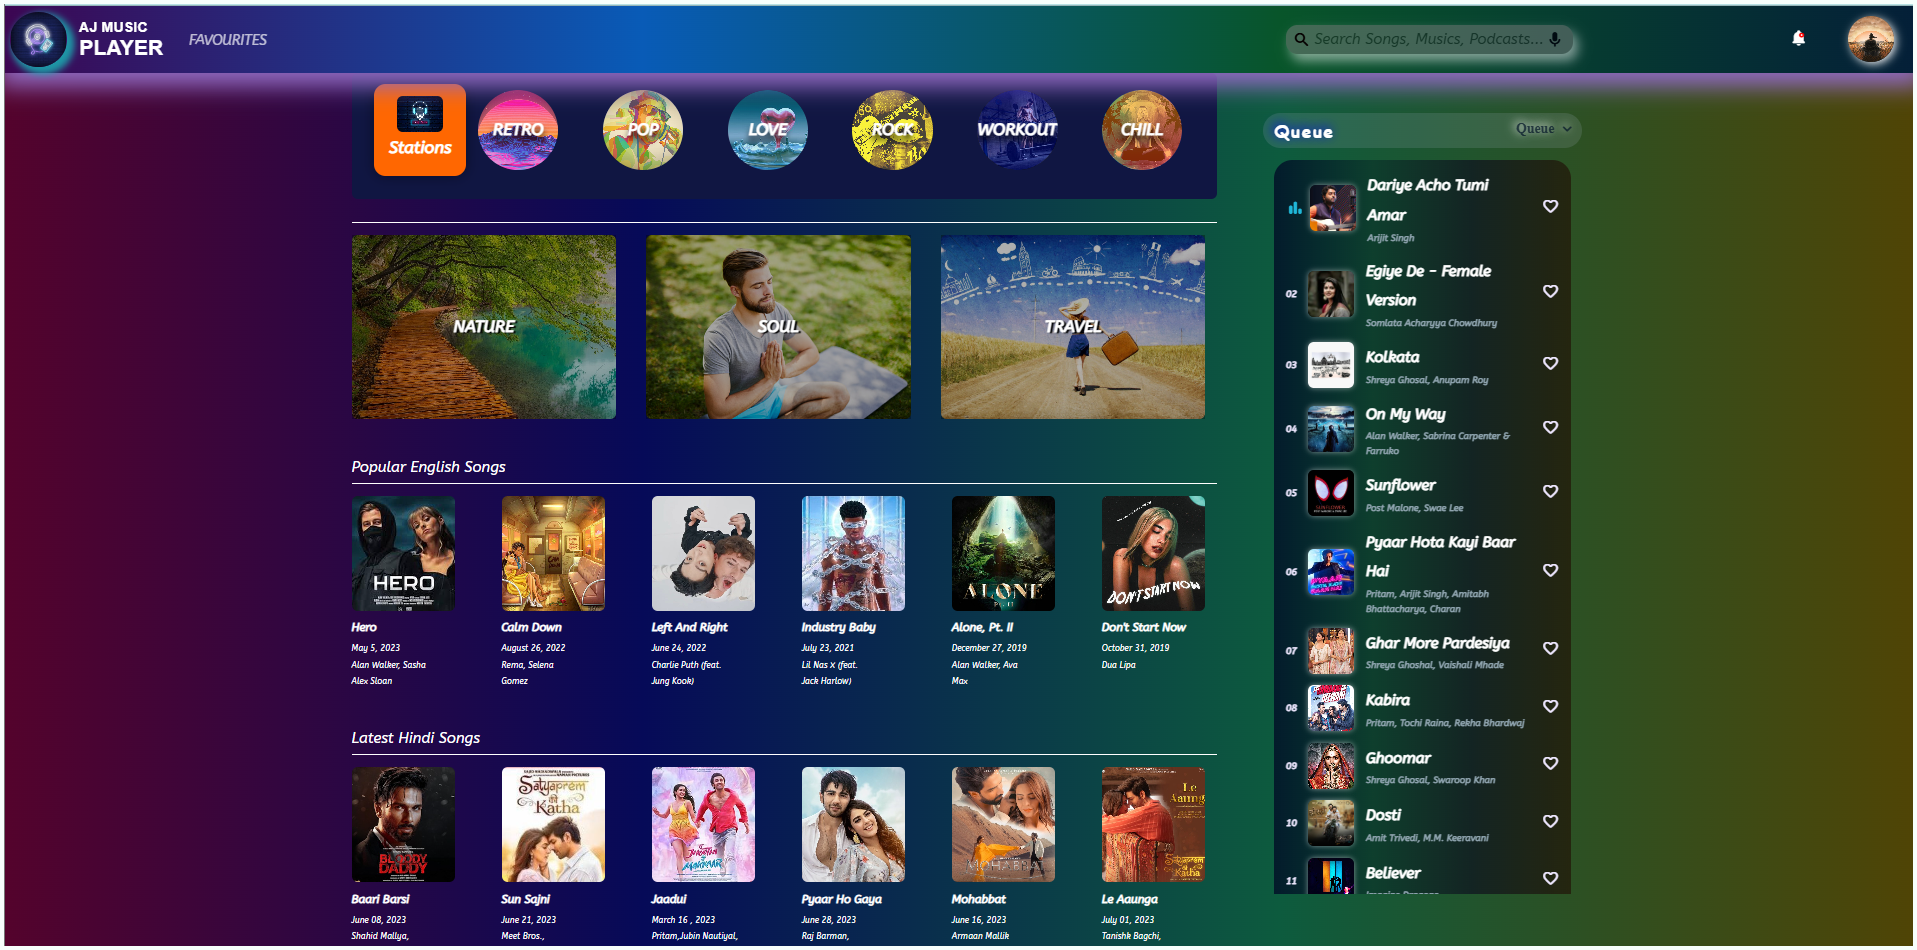 AJ MUSIC
PLAYER
FAVOURITES
Search Songs, Musics, Podcasts...
Stations
RETRO
POP
LOVE
ROCK
WORKOUT
CHILL
NATURE
SOUL
TRAVEL
Popular English Songs
HERO
ALONE
PT. II
DON'T START NOW
Hero
May 5, 2023
Alan Walker, Sasha
Alex Sloan
Calm Down
August 26, 2022
Rema, Selena
Gomez
Left And Right
June 24, 2022
Charlie Puth (feat.
Jung Kook)
Industry Baby
July 23, 2021
Lil Nas X (feat.
Jack Harlow)
Alone, Pt. II
December 27, 2019
Alan Walker, Ava
Max
Don't Start Now
October 31, 2019
Dua Lipa
Latest Hindi Songs
BLOODY
DADDY
Satyaprem
Katha
Le
Aaunga
Satyaprem
Katha
Baari Barsi
June 08, 2023
Shahid Mallya,
Sun Sajni
June 21, 2023
Meet Bros.,
Jaadui
March 16 , 2023
Pritam,Jubin Nautiyal,
Pyaar Ho Gaya
June 28, 2023
Raj Barman,
Mohabbat
June 16, 2023
Armaan Mallik
Le Aaunga
July 01, 2023
Tanishk Bagchi,
Queue
Queue
Dariye Acho Tumi
Amar
Arijit Singh
02
Egiye De - Female
Version
Somlata Acharyya Chowdhury
03
Kolkata
Shreya Ghosal, Anupam Roy
04
On My Way
Alan Walker, Sabrina Carpenter &
Farruko
05
Sunflower
Post Malone, Swae Lee
06
Pyaar Hota Kayi Baar
Hai
Pritam, Arijit Singh, Amitabh
Bhattacharya, Charan
07
Ghar More Pardesiya
Shreya Ghoshal, Vaishali Mhade
08
Kabira
Pritam, Tochi Raina, Rekha Bhardwaj
09
Ghoomar
Shreya Ghosal, Swaroop Khan
10
Dosti
Amit Trivedi, M.M. Keeravani
11
Believer